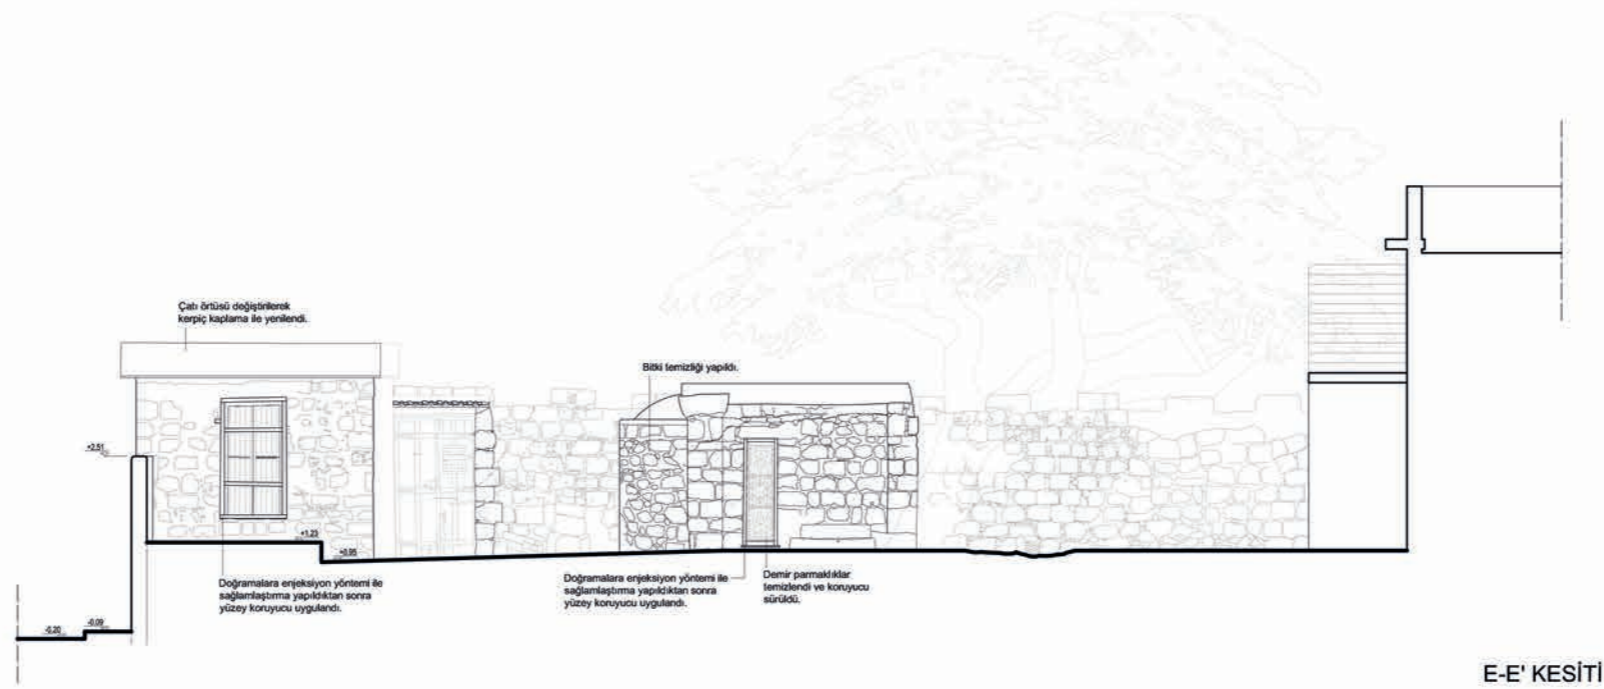 Çatı örtüsü değiştirilerek
kerpiç kaplama ile yenilendi.
Bitki temizliği yapıldı.
+2.51
+1.23
+0.95
Doğramalara enjeksiyon yöntemi ile
sağlamlaştırma yapıldıktan sonra
yüzey koruyucu uygulandı.
Doğramalara enjeksiyon yöntemi ile
sağlamlaştırma yapıldıktan sonra
yüzey koruyucu uygulandı.
Demir parmaklıklar
temizlendi ve koruyucu
sürüldü.
-0.20
-0.09
E-E' KESİTİ